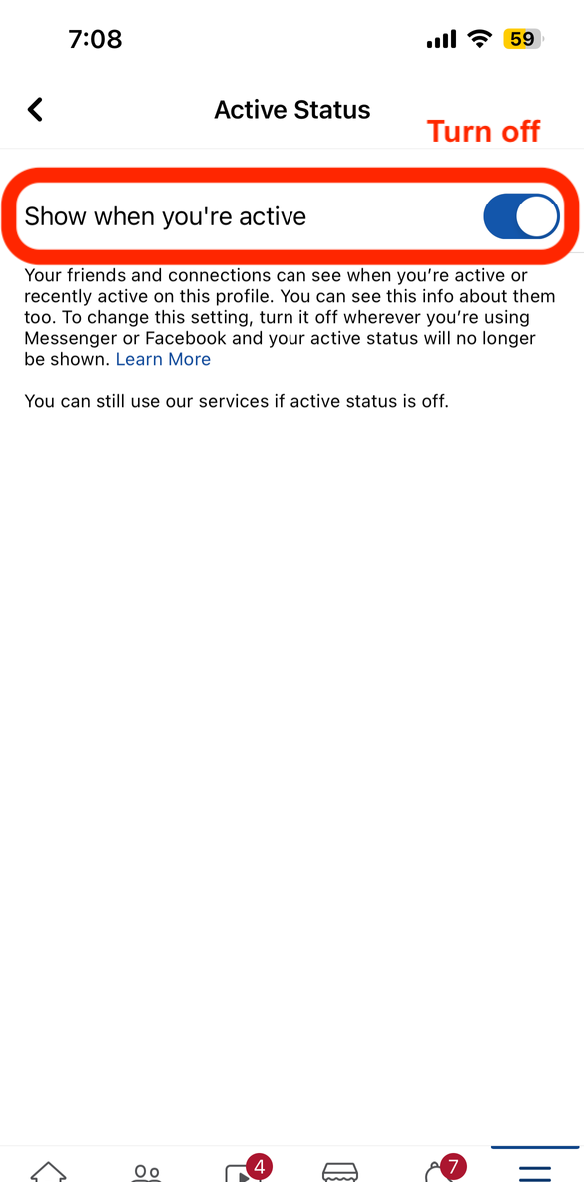 7:08
59
Active Status
Turn off
Show when you're active
Your friends and connections can see when you’re active or
recently active on this profile. You can see this info about them
too. To change this setting, turn it off wherever you’re using
Messenger or Facebook and your active status will no longer
be shown. Learn More
You can still use our services if active status is off.
4
7